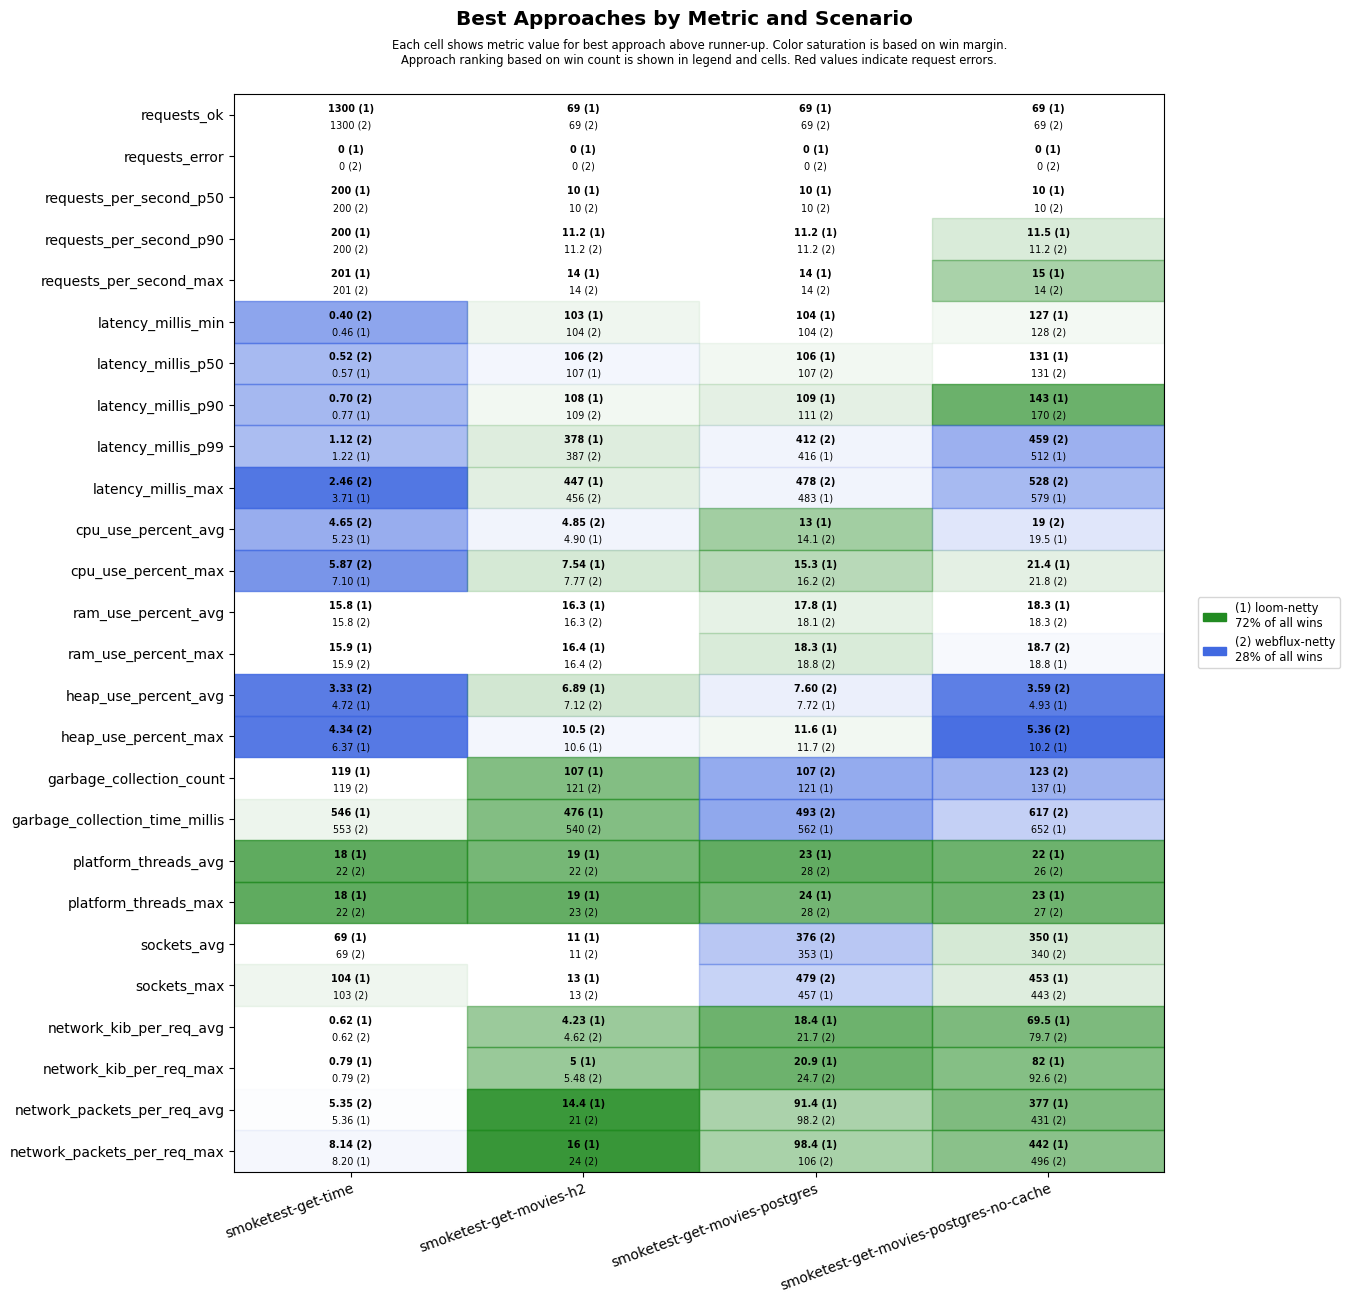 Best Approaches by Metric and Scenario
Each cell shows metric value for best approach above runner-up. Color saturation is based on win margin.
Approach ranking based on win count is shown in legend and cells. Red values indicate request errors.
requests_ok
1300 (1) 69 (1) 69 (1) 69 (1)
1300 (2) 69 (2) 69 (2) 69 (2)
requests_error
0 (1) 0 (1) 0 (1) 0 (1)
0 (2) 0 (2) 0 (2) 0 (2)
requests_per_second_p50
200 (1) 10 (1) 10 (1) 10 (1)
200 (2) 10 (2) 10 (2) 10 (2)
requests_per_second_p90
200 (1) 11.2 (1) 11.2 (1) 11.5 (1)
200 (2) 11.2 (2) 11.2 (2) 11.2 (2)
requests_per_second_max
201 (1) 14 (1) 14 (1) 15 (1)
201 (2) 14 (2) 14 (2) 14 (2)
latency_millis_min
0.40 (2) 103 (1) 104 (1) 127 (1)
0.46 (1) 104 (2) 104 (2) 128 (2)
latency_millis_p50
0.52 (2) 106 (2) 106 (1) 131 (1)
0.57 (1) 107 (1) 107 (2) 131 (2)
latency_millis_p90
0.70 (2) 108 (1) 109 (1) 143 (1)
0.77 (1) 109 (2) 111 (2) 170 (2)
latency_millis_p99
1.12 (2) 378 (1) 412 (2) 459 (2)
1.22 (1) 387 (2) 416 (1) 512 (1)
latency_millis_max
2.46 (2) 447 (1) 478 (2) 528 (2)
3.71 (1) 456 (2) 483 (1) 579 (1)
cpu_use_percent_avg
4.65 (2) 4.85 (2) 13 (1) 19 (2)
5.23 (1) 4.90 (1) 14.1 (2) 19.5 (1)
cpu_use_percent_max
5.87 (2) 7.54 (1) 15.3 (1) 21.4 (1)
7.10 (1) 7.77 (2) 16.2 (2) 21.8 (2)
ram_use_percent_avg
15.8 (1) 16.3 (1) 17.8 (1) 18.3 (1)
15.8 (2) 16.3 (2) 18.1 (2) 18.3 (2)
ram_use_percent_max
15.9 (1) 16.4 (1) 18.3 (1) 18.7 (2)
15.9 (2) 16.4 (2) 18.8 (2) 18.8 (1)
heap_use_percent_avg
3.33 (2) 6.89 (1) 7.60 (2) 3.59 (2)
4.72 (1) 7.12 (2) 7.72 (1) 4.93 (1)
heap_use_percent_max
4.34 (2) 10.5 (2) 11.6 (1) 5.36 (2)
6.37 (1) 10.6 (1) 11.7 (2) 10.2 (1)
garbage_collection_count
119 (1) 107 (1) 107 (2) 123 (2)
119 (2) 121 (2) 121 (1) 137 (1)
garbage_collection_time_millis
546 (1) 476 (1) 493 (2) 617 (2)
553 (2) 540 (2) 562 (1) 652 (1)
platform_threads_avg
18 (1) 19 (1) 23 (1) 22 (1)
22 (2) 22 (2) 28 (2) 26 (2)
platform_threads_max
18 (1) 19 (1) 24 (1) 23 (1)
22 (2) 23 (2) 28 (2) 27 (2)
sockets_avg
69 (1) 11 (1) 376 (2) 350 (1)
69 (2) 11 (2) 353 (1) 340 (2)
sockets_max
104 (1) 13 (1) 479 (2) 453 (1)
103 (2) 13 (2) 457 (1) 443 (2)
network_kib_per_req_avg
0.62 (1) 4.23 (1) 18.4 (1) 69.5 (1)
0.62 (2) 4.62 (2) 21.7 (2) 79.7 (2)
network_kib_per_req_max
0.79 (1) 5 (1) 20.9 (1) 82 (1)
0.79 (2) 5.48 (2) 24.7 (2) 92.6 (2)
network_packets_per_req_avg
5.35 (2) 14.4 (1) 91.4 (1) 377 (1)
5.36 (1) 21 (2) 98.2 (2) 431 (2)
network_packets_per_req_max
8.14 (2) 16 (1) 98.4 (1) 442 (1)
8.20 (1) 24 (2) 106 (2) 496 (2)
smoketest-get-time
smoketest-get-movies-h2
smoketest-get-movies-postgres
smoketest-get-movies-postgres-no-cache
(1) loom-netty
72% of all wins
(2) webflux-netty
28% of all wins